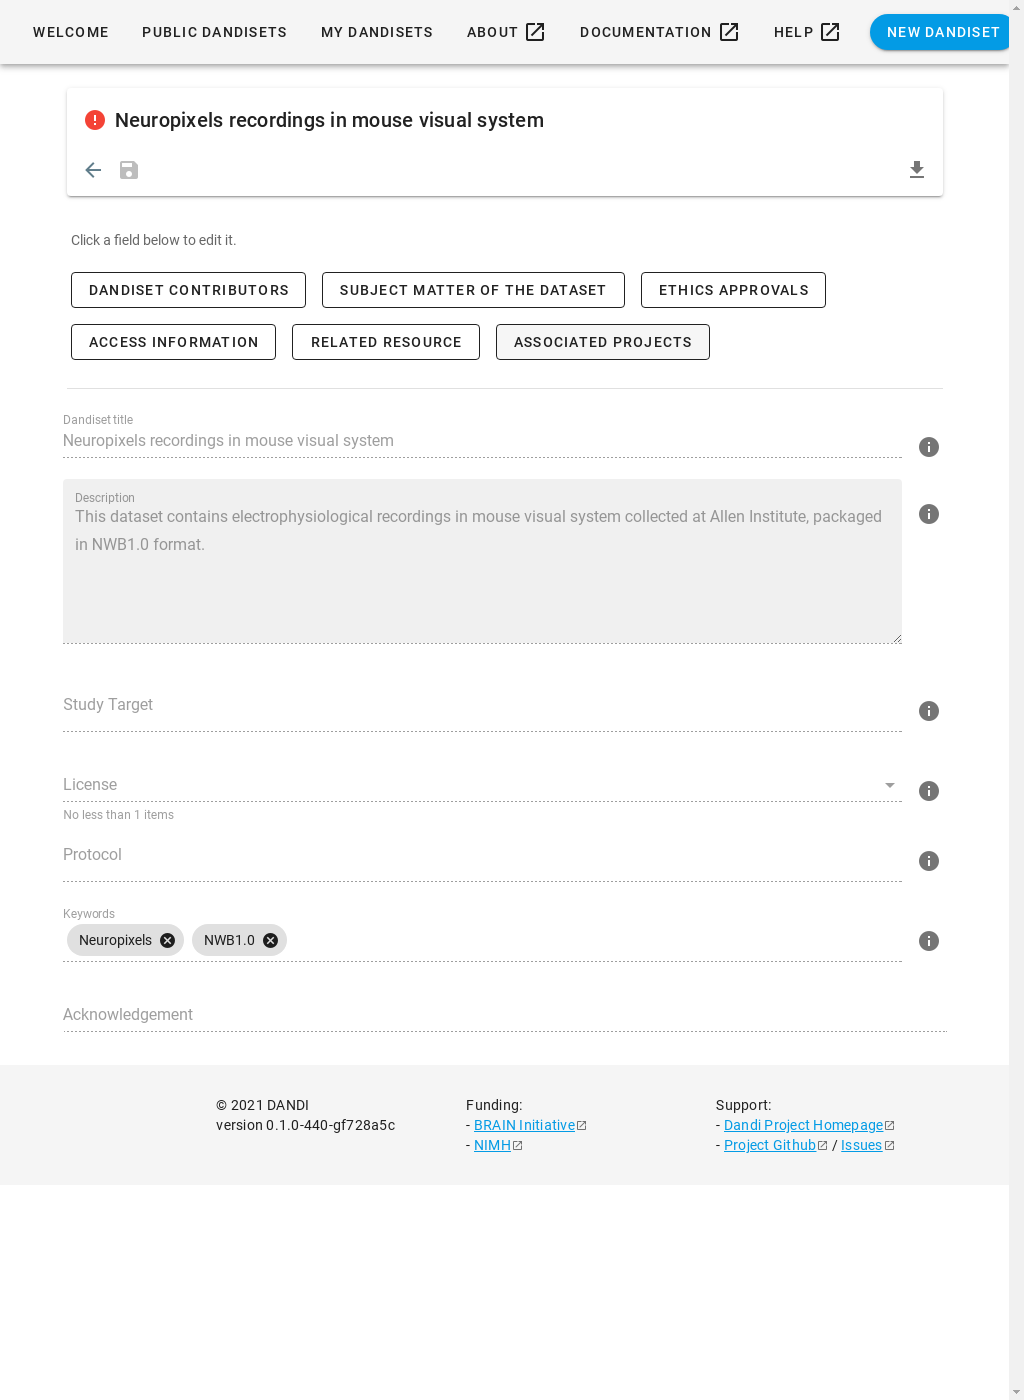 WELCOME PUBLIC DANDISETS MY DANDISETS ABOUT DOCUMENTATION HELP NEW DANDISET
Neuropixels recordings in mouse visual system
Click a field below to edit it.
DANDISET CONTRIBUTORS SUBJECT MATTER OF THE DATASET ETHICS APPROVALS
ACCESS INFORMATION RELATED RESOURCE ASSOCIATED PROJECTS
Dandiset title
Neuropixels recordings in mouse visual system
Description
This dataset contains electrophysiological recordings in mouse visual system collected at Allen Institute, packaged
in NWB1.0 format.
Study Target
License
No less than 1 items
Protocol
Keywords
Neuropixels NWB1.0
Acknowledgement
© 2021 DANDI
version 0.1.0-440-gf728a5c
Funding:
- BRAIN Initiative
- NIMH
Support:
- Dandi Project Homepage
- Project Github / Issues